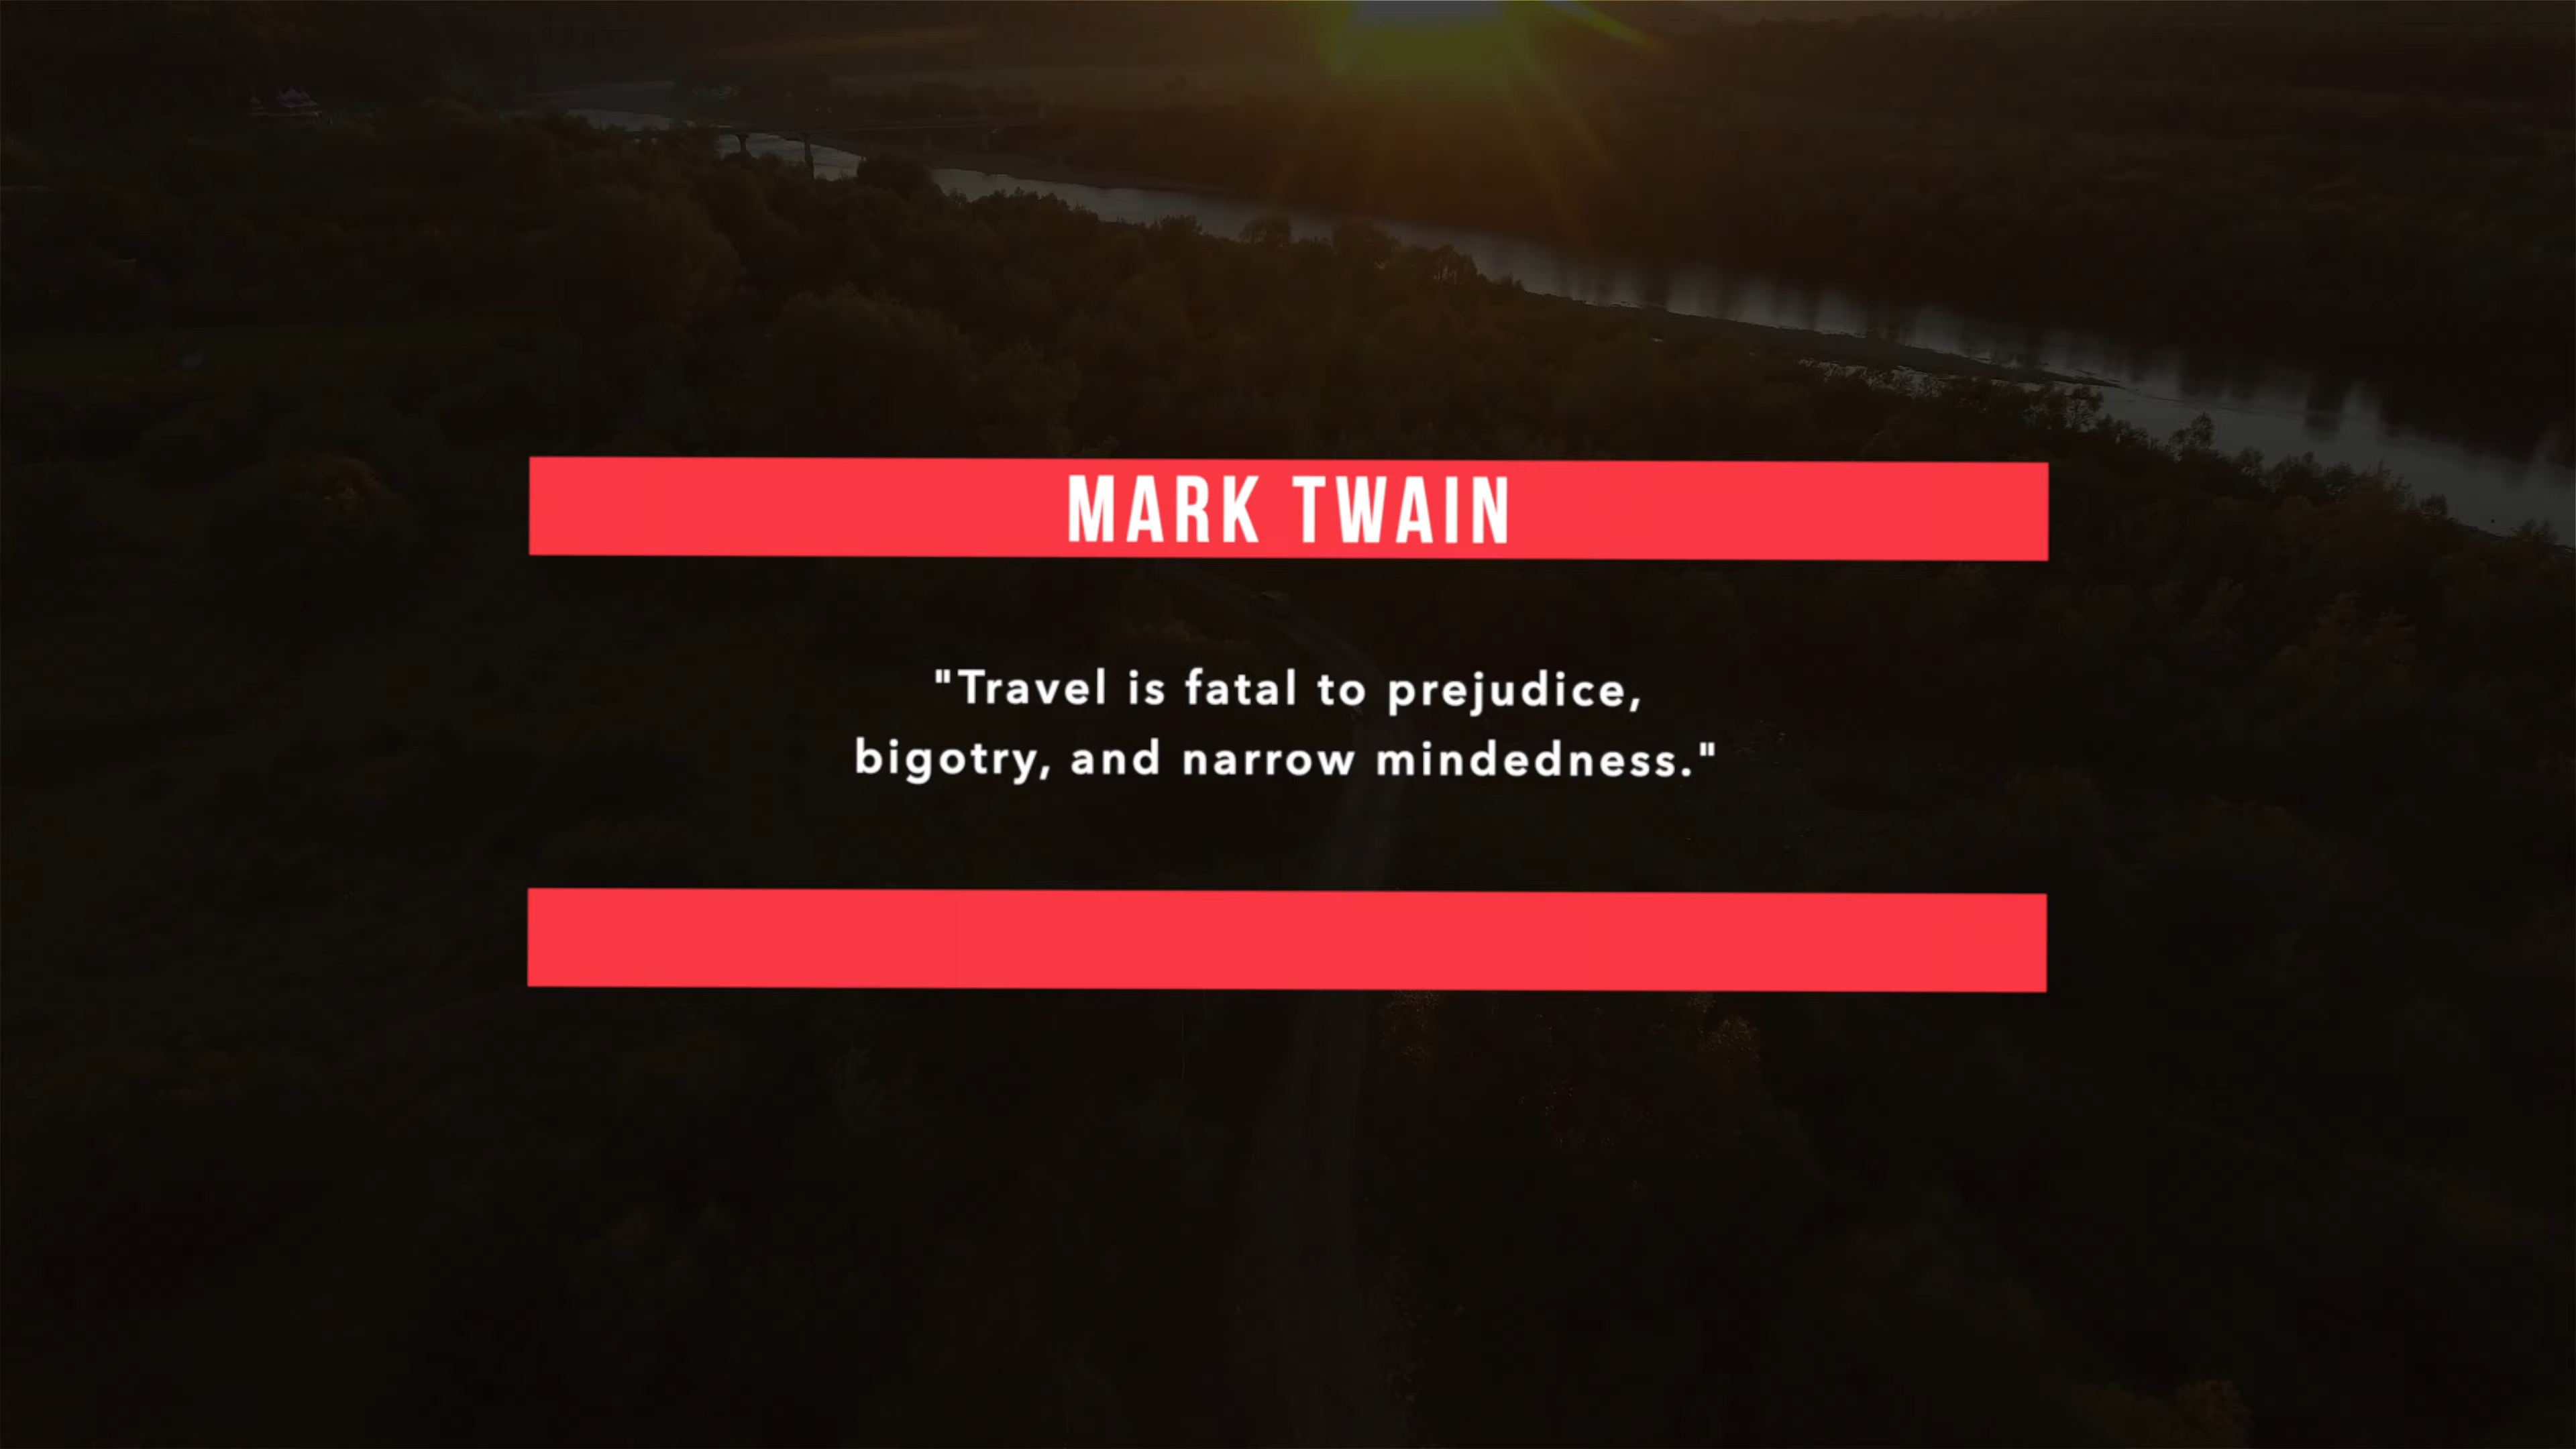 MARK TWAIN
"Travel is fatal to prejudice,
bigotry, and narrow mindedness."